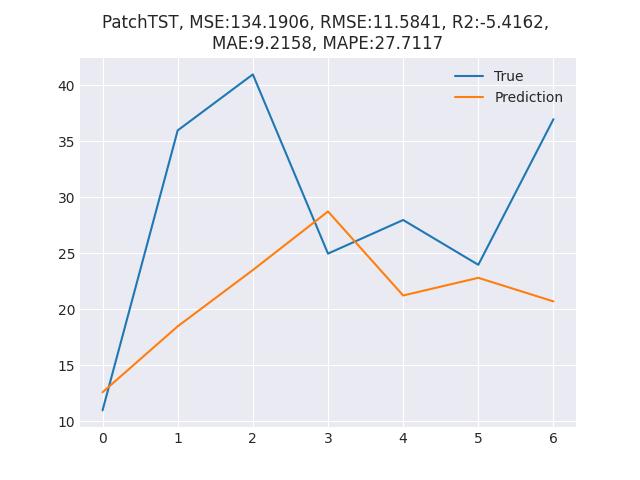 PatchTST, MSE:134.1906, RMSE:11.5841, R2:-5.4162,
MAE:9.2158, MAPE:27.7117
True
Prediction
40
35
30
25
20
15
10
0 1 2 3 4 5 6